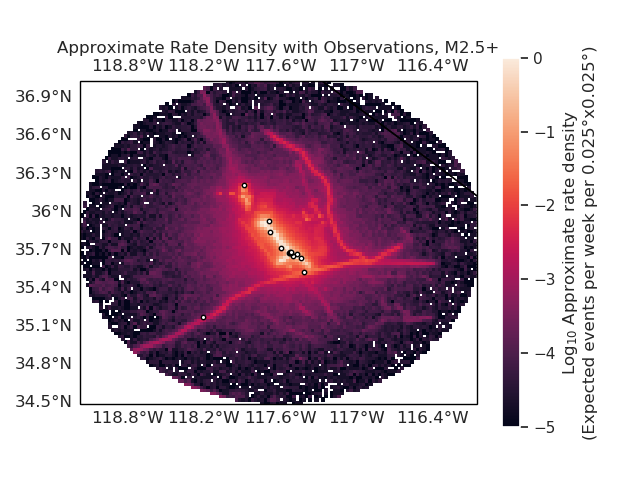 Approximate Rate Density with Observations, M2.5+
118.8°W 118.2°W 117.6°W 117°W 116.4°W
36.9°N
36.6°N
36.3°N
36°N
35.7°N
35.4°N
35.1°N
34.8°N
34.5°N
118.8°W 118.2°W 117.6°W 117°W 116.4°W
0
−1
−2
−3
−4
−5
Log10 Approximate rate density
(Expected events per week per 0.025°x0.025°)